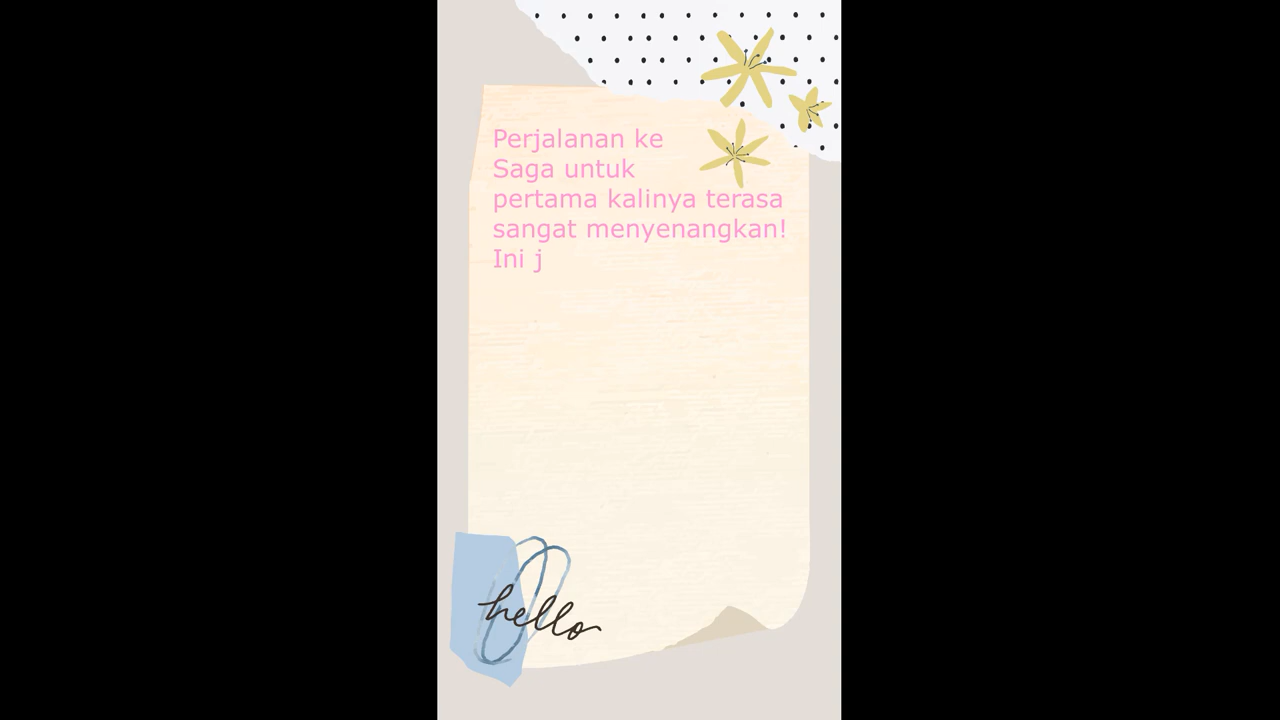 Perjalanan ke
Saga untuk
pertama kalinya terasa
sangat menyenangkan!
Ini j
hello